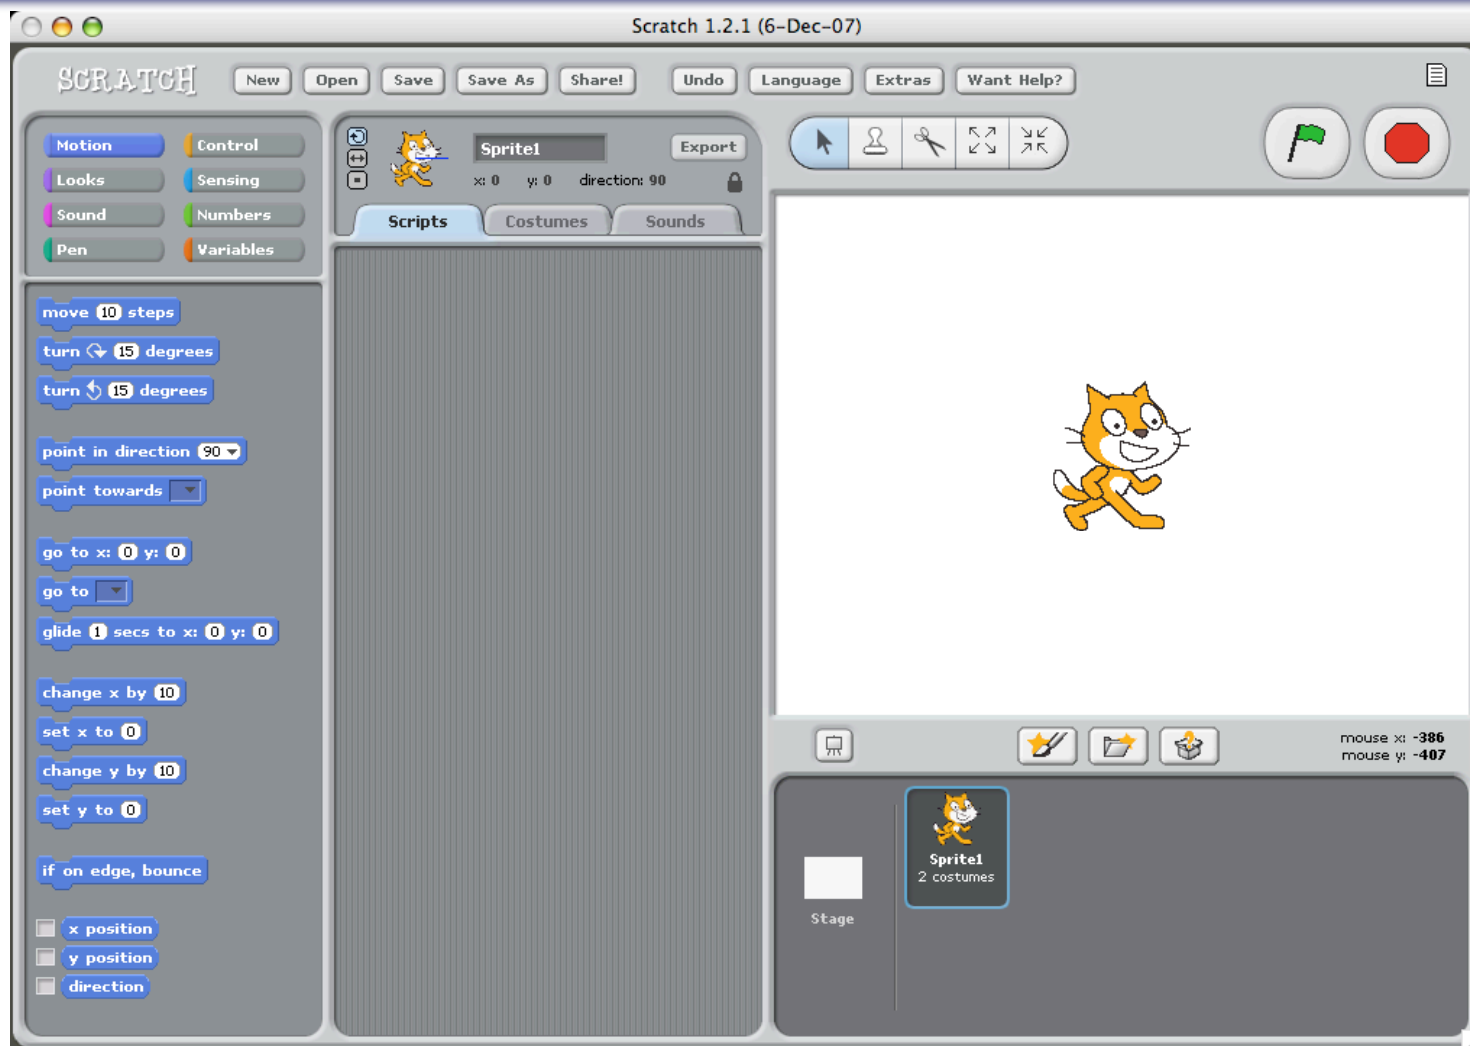 Scratch 1.2.1 (6-Dec-07)
SCRATCH New Open Save Save As Share! Undo Language Extras Want Help?
Motion Control
Looks Sensing
Sound Numbers
Pen Variables
move 10 steps
turn 15 degrees
turn 15 degrees
point in direction 90
point towards
go to x: 0 y: 0
go to
glide 1 secs to x: 0 y: 0
change x by 10
set x to 0
change y by 10
set y to 0
if on edge, bounce
x position
y position
direction
Sprite1 Export
x: 0 y: 0 direction: 90
Scripts Costumes Sounds
mouse x: -386
mouse y: -407
Stage
Sprite1
2 costumes